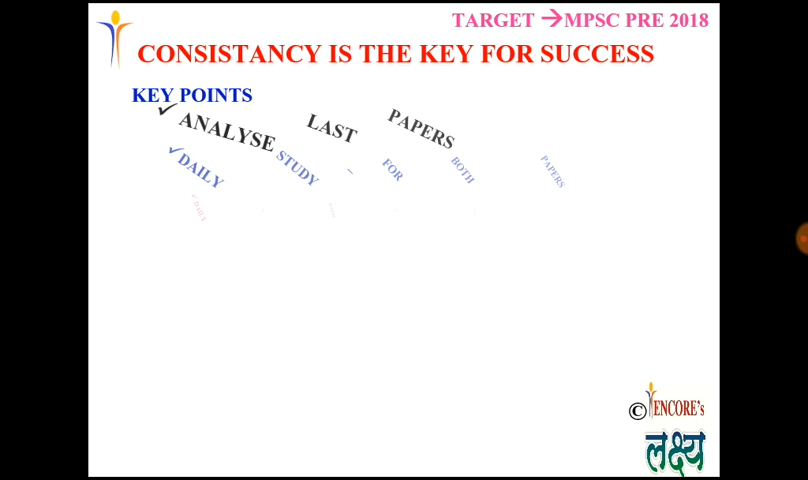 TARGET →MPSC PRE 2018
CONSISTANCY IS THE KEY FOR SUCCESS
KEY POINTS
✓ANALYSE LAST PAPERS
✓DAILY STUDY – FOR BOTH PAPERS
✓DAILY
© ENCORE's
लक्ष्य